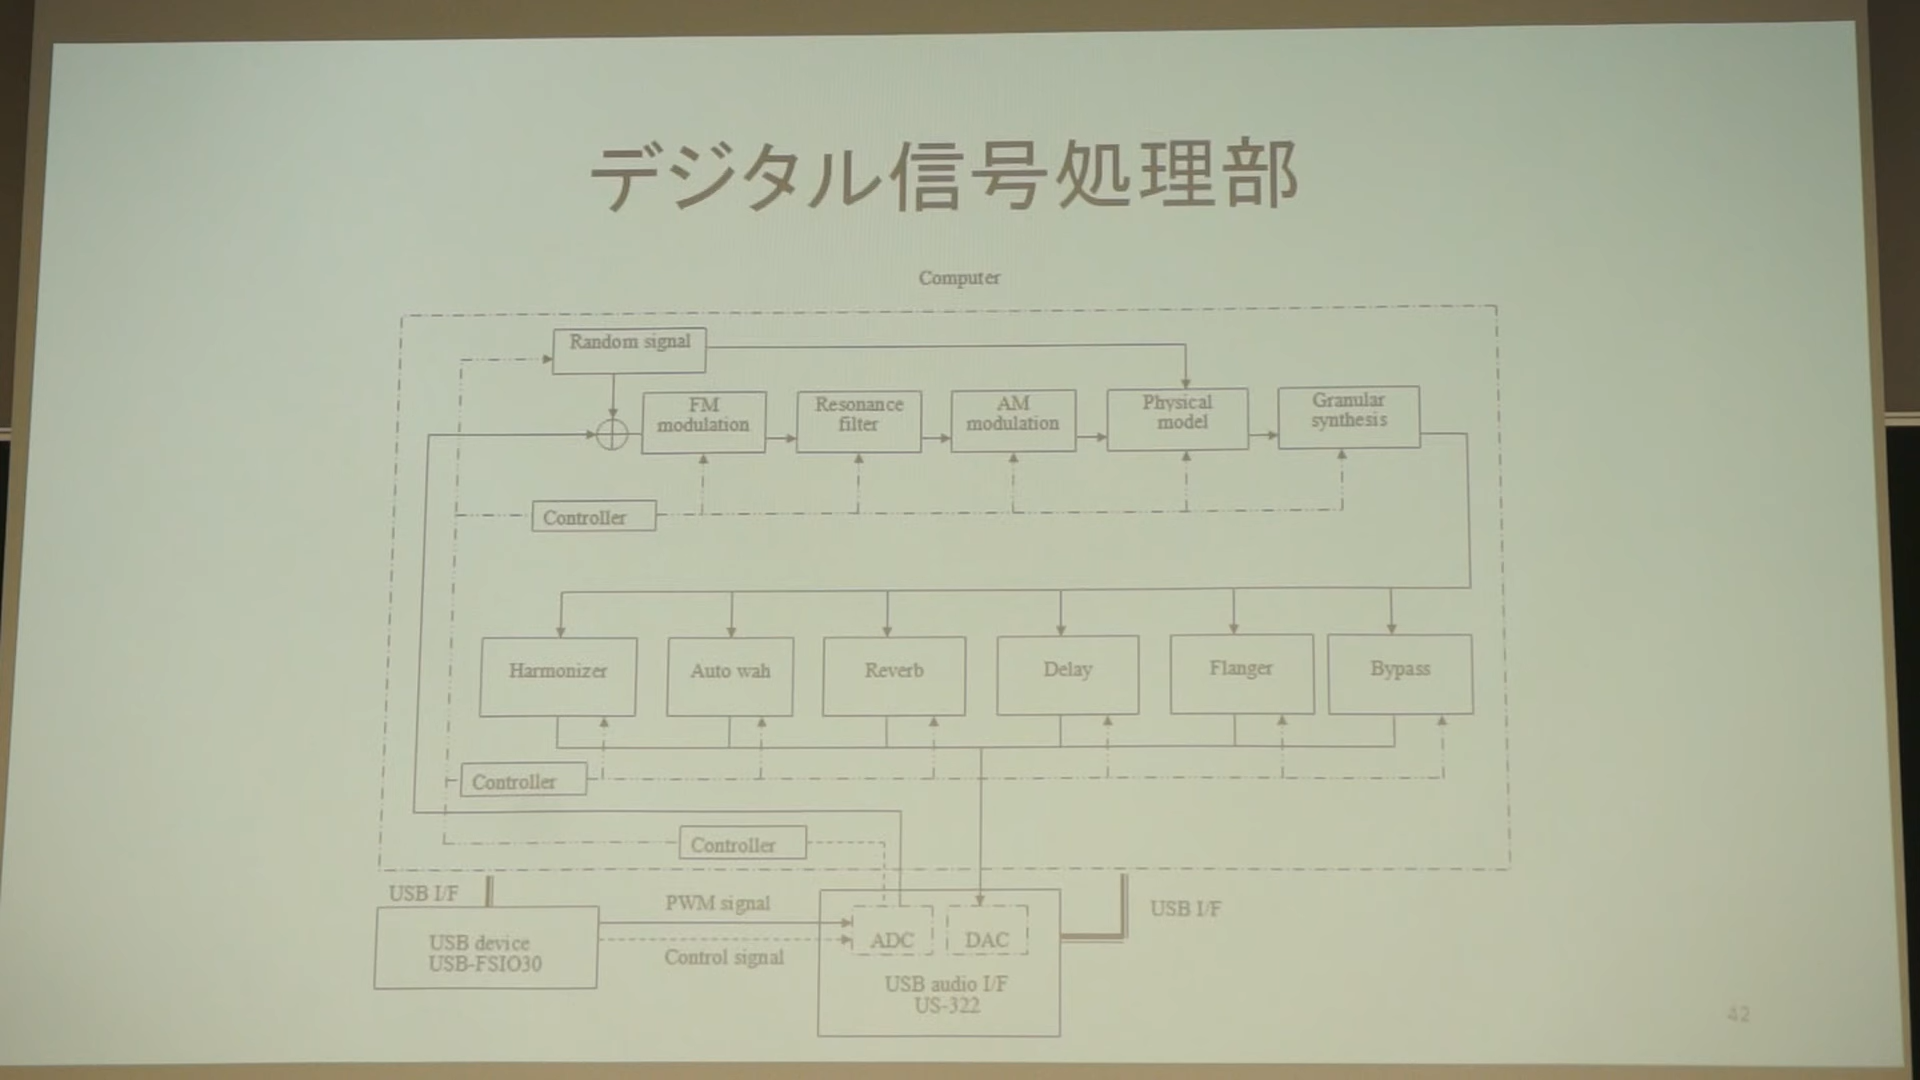 デジタル信号処理部
Computer
Random signal
FM
modulation
Resonance
filter
AM
modulation
Physical
model
Granular
synthesis
Controller
Harmonizer
Auto wah
Reverb
Delay
Flanger
Bypass
Controller
Controller
USB I/F
PWM signal
USB I/F
USB device
USB-FSIO30
Control signal
ADC
DAC
USB audio I/F
US-322
42